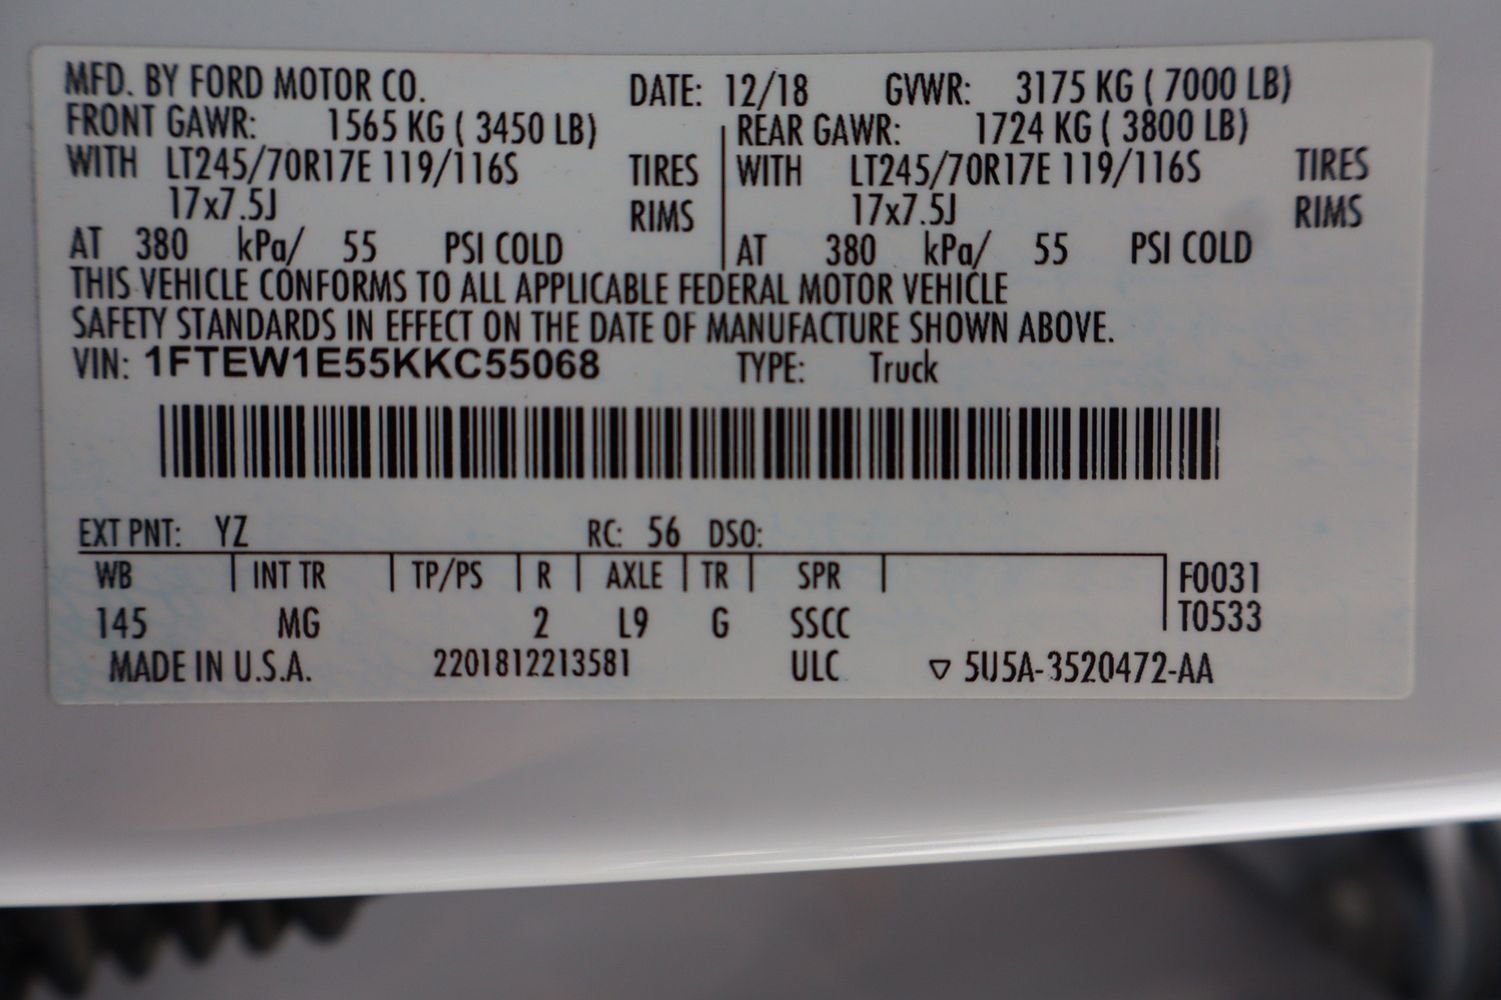 MFD. BY FORD MOTOR CO. DATE: 12/18 GVWR: 3175 KG ( 7000 LB)
FRONT GAWR: 1565 KG ( 3450 LB) REAR GAWR: 1724 KG ( 3800 LB)
WITH LT245/70R17E 119/116S TIRES WITH LT245/70R17E 119/116S TIRES
17x7.5J RIMS 17x7.5J RIMS
AT 380 kPa/ 55 PSI COLD AT 380 kPa/ 55 PSI COLD
THIS VEHICLE CONFORMS TO ALL APPLICABLE FEDERAL MOTOR VEHICLE
SAFETY STANDARDS IN EFFECT ON THE DATE OF MANUFACTURE SHOWN ABOVE.
VIN: 1FTEW1E55KKC55068 TYPE: Truck
EXT PNT: YZ RC: 56 DSO:
WB INT TR TP/PS R AXLE TR SPR F0031
145 MG 2 L9 G SSCC T0533
MADE IN U.S.A. 2201812213581 ULC ▽ 5U5A-3520472-AA